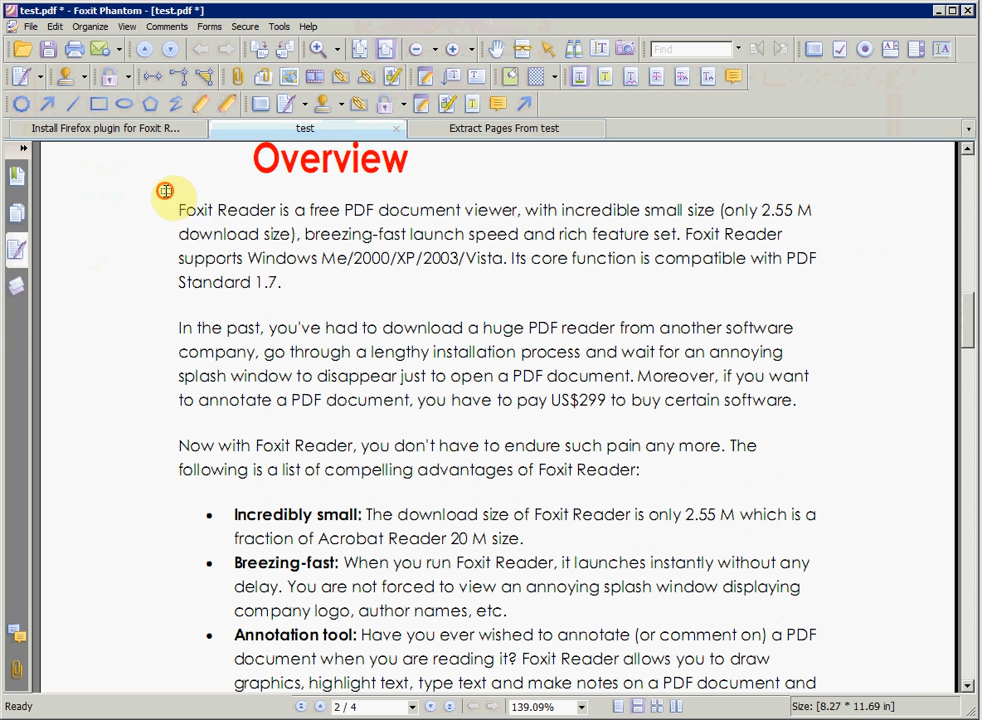 test.pdf * - Foxit Phantom - [test.pdf *]
File Edit Organize View Comments Forms Secure Tools Help
Find
Install Firefox plugin for Foxit R... test Extract Pages From test
Overview
Foxit Reader is a free PDF document viewer, with incredible small size (only 2.55 M
download size), breezing-fast launch speed and rich feature set. Foxit Reader
supports Windows Me/2000/XP/2003/Vista. Its core function is compatible with PDF
Standard 1.7.
In the past, you've had to download a huge PDF reader from another software
company, go through a lengthy installation process and wait for an annoying
splash window to disappear just to open a PDF document. Moreover, if you want
to annotate a PDF document, you have to pay US$299 to buy certain software.
Now with Foxit Reader, you don't have to endure such pain any more. The
following is a list of compelling advantages of Foxit Reader:
• Incredibly small: The download size of Foxit Reader is only 2.55 M which is a
fraction of Acrobat Reader 20 M size.
• Breezing-fast: When you run Foxit Reader, it launches instantly without any
delay. You are not forced to view an annoying splash window displaying
company logo, author names, etc.
• Annotation tool: Have you ever wished to annotate (or comment on) a PDF
document when you are reading it? Foxit Reader allows you to draw
graphics, highlight text, type text and make notes on a PDF document and
Ready 2 / 4 139.09% Size: [8.27 * 11.69 in]